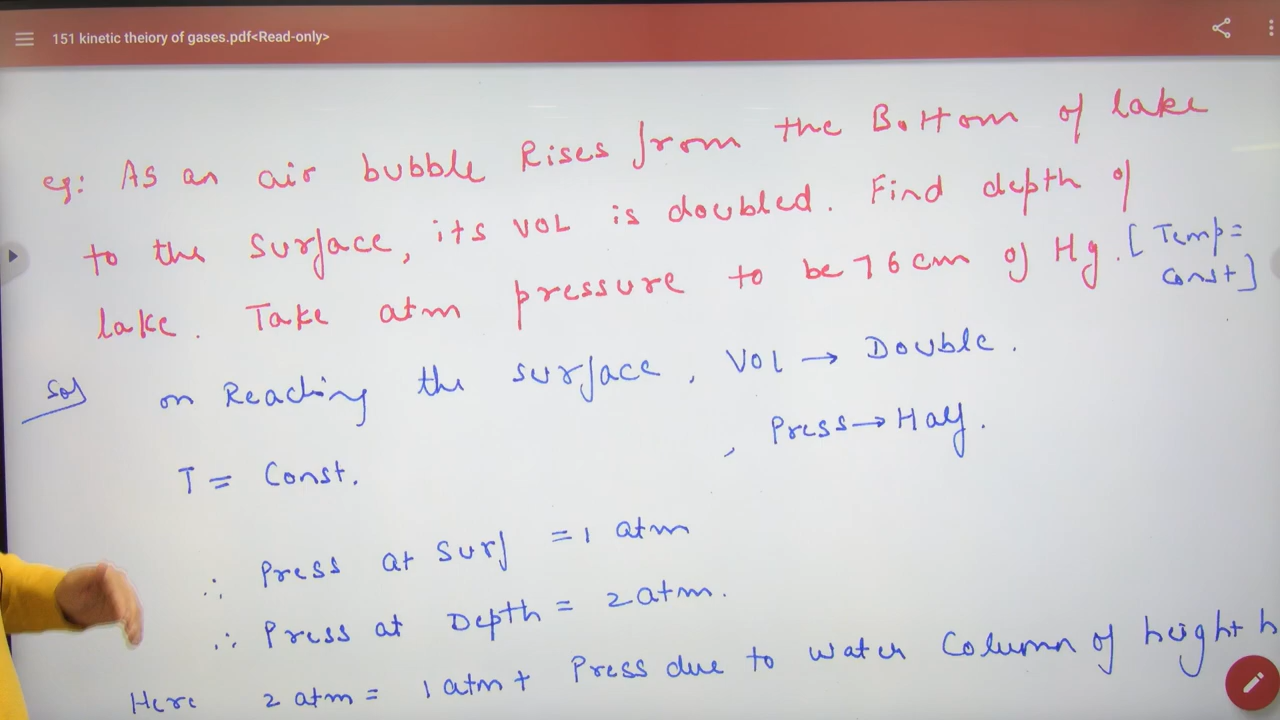 151 kinetic theiory of gases.pdf<Read-only>
eg: As an air bubble Rises from the Bottom of lake
to the surface, its VOL is doubled. Find depth of
lake. Take atm pressure to be 76 cm of Hg. [Temp =
const]
Sol on Reaching the surface, Vol → Double.
T = Const. , Press → Half.
∴ Press at Surf = 1 atm
∴ Press at Depth = 2 atm.
Here 2 atm = 1 atm + Press due to water Column of height h